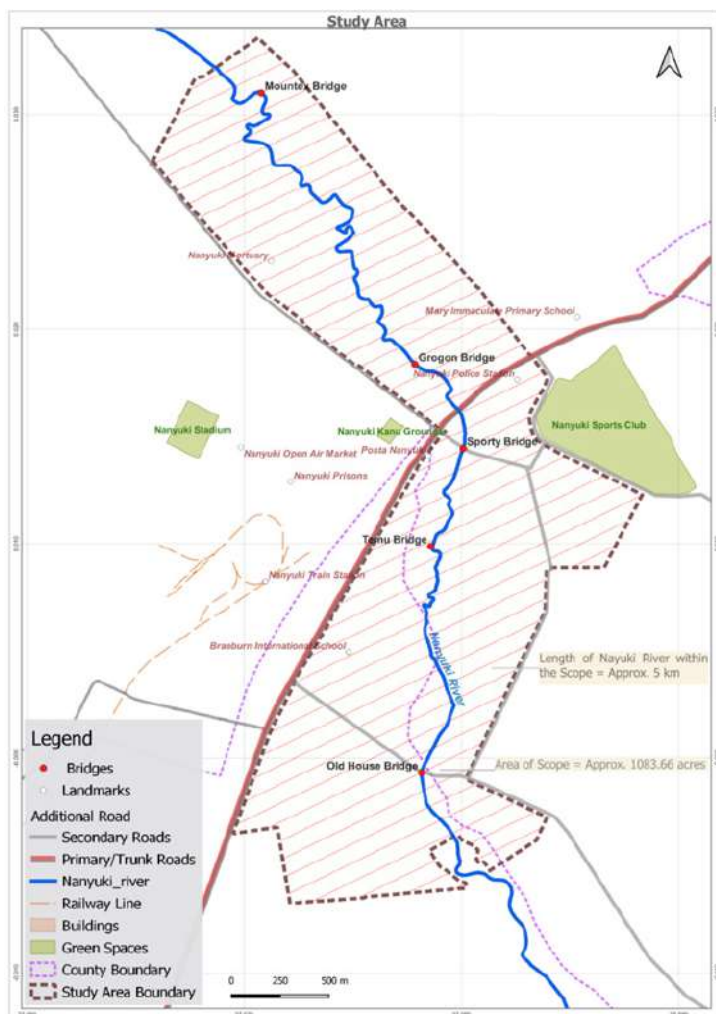 Study Area
Mountex Bridge
Nanyuki Mortuary
Mary Immaculate Primary School
Grogon Bridge
Nanyuki Police Station
Nanyuki Stadium
Nanyuki Kanu Grounds
Nanyuki Sports Club
Posta Nanyuki
Sporty Bridge
Nanyuki Open Air Market
Nanyuki Prisons
Temu Bridge
Nanyuki Train Station
Nanyuki River
Brasburn International School
Length of Nayuki River within
the Scope = Approx. 5 km
Old House Bridge
Area of Scope = Approx. 1083.66 acres
Legend
Bridges
Landmarks
Additional Road
Secondary Roads
Primary/Trunk Roads
Nanyuki_river
Railway Line
Buildings
Green Spaces
County Boundary
Study Area Boundary
0 250 500 m